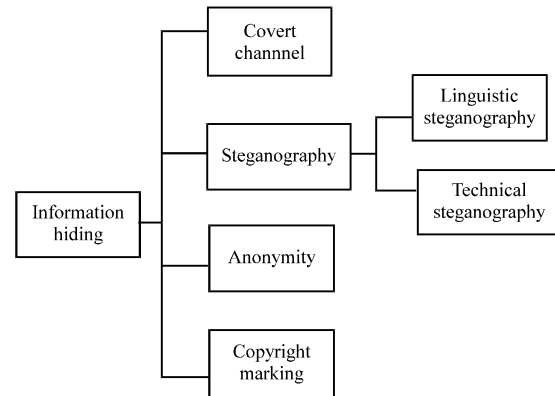 Covert
channnel
Linguistic
steganography
Steganography
Technical
steganography
Information
hiding
Anonymity
Copyright
marking